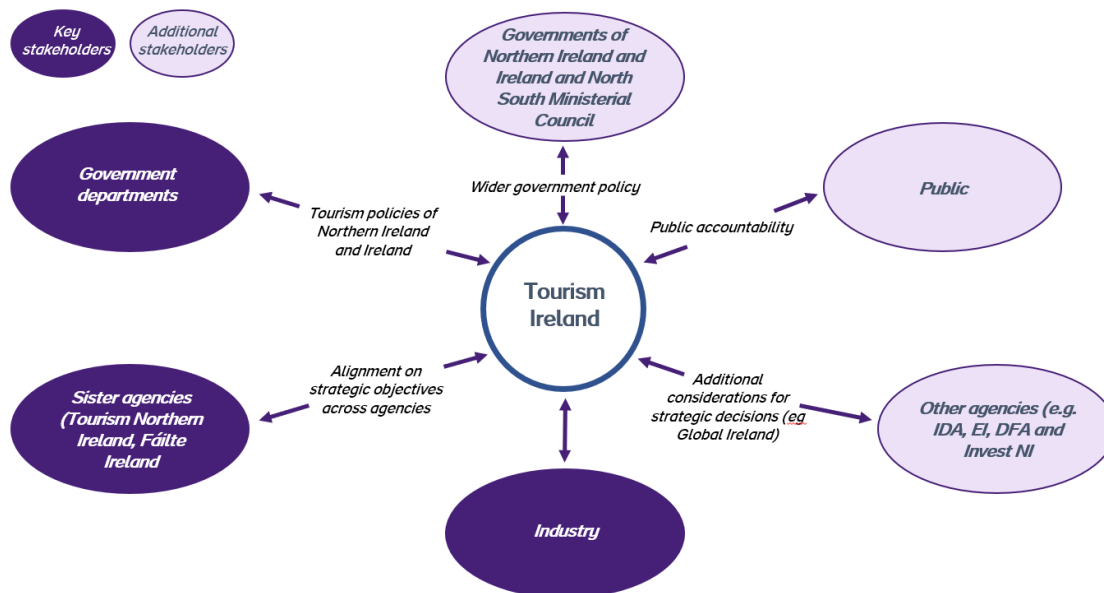 Key
stakeholders
Additional
stakeholders
Governments of
Northern Ireland and
Ireland and North
South Ministerial
Council
Government
departments
Wider government policy
Public
Tourism policies of
Northern Ireland
and Ireland
Public accountability
Tourism
Ireland
Sister agencies
(Tourism Northern
Ireland, Fáilte
Ireland
Alignment on
strategic objectives
across agencies
Additional
considerations for
strategic decisions (eg
Global Ireland)
Other agencies (e.g.
IDA, EI, DFA and
Invest NI
Industry